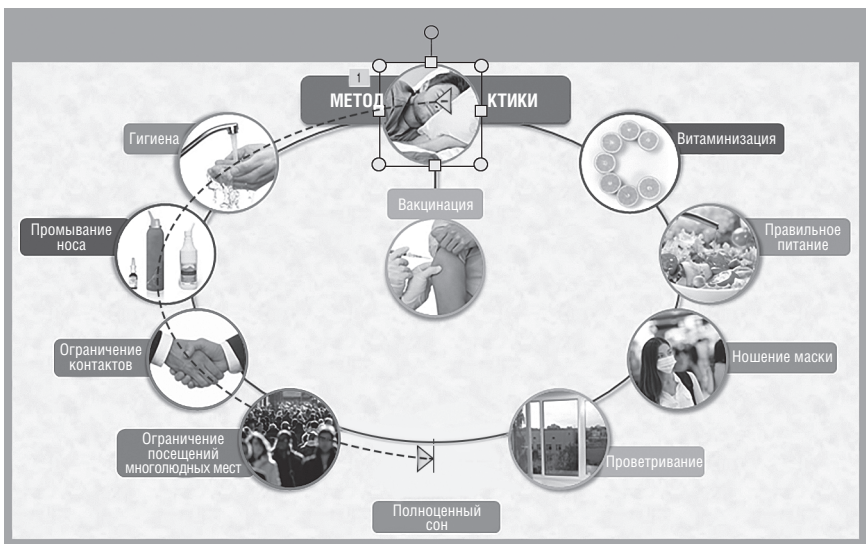 1
МЕТОД
КТИКИ
Гигиена
Витаминизация
Вакцинация
Промывание
носа
Правильное
питание
Ограничение
контактов
Ношение маски
Ограничение
посещений
многолюдных мест
Проветривание
Полноценный
сон